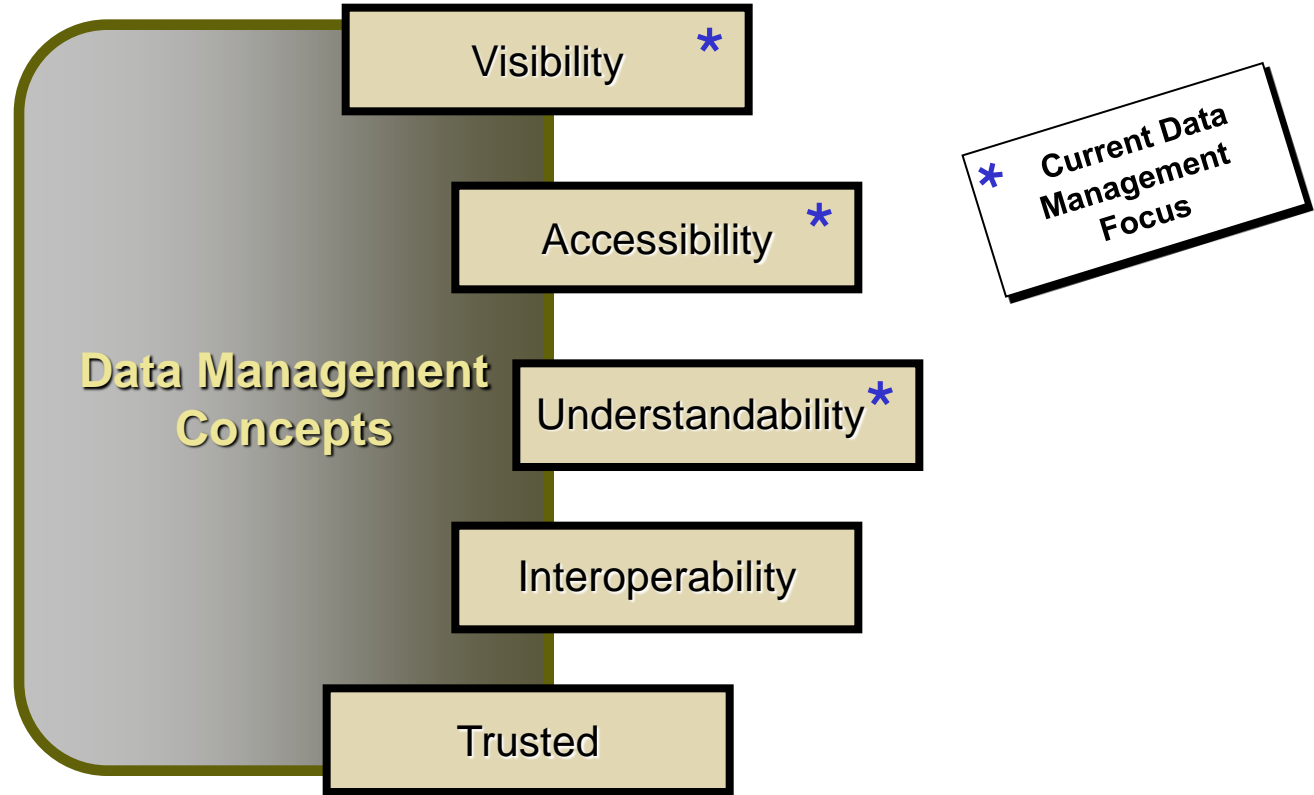 Visibility *
* Current Data
Management
Focus
Accessibility *
Data Management
Concepts
Understandability *
Interoperability
Trusted